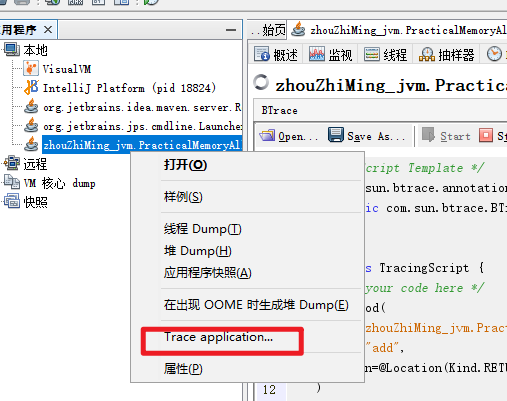 应用程序 ×
本地
VisualVM
IntelliJ Platform (pid 18824)
org.jetbrains.idea.maven.server.R
org.jetbrains.jps.cmdline.Launche
zhouZhiMing_jvm.PracticalMemoryAl
远程
VM 核心 dump
快照
打开(O)
样例(S)
线程 Dump(T)
堆 Dump(H)
应用程序快照(A)
在出现 OOME 时生成堆 Dump(E)
Trace application...
属性(P)
..始页
zhouZhiMing_jvm.PracticalMemoryAl
概述 监视 线程 抽样器
zhouZhiMing_jvm.Practi
BTrace
Open... Save As... Start St
cript Template */
sun.btrace.annotation
ic com.sun.btrace.BTr
s TracingScript {
your code here */
od(
zhouZhiMing_jvm.Pract
"add",
n=@Location(Kind.RETU
12 )